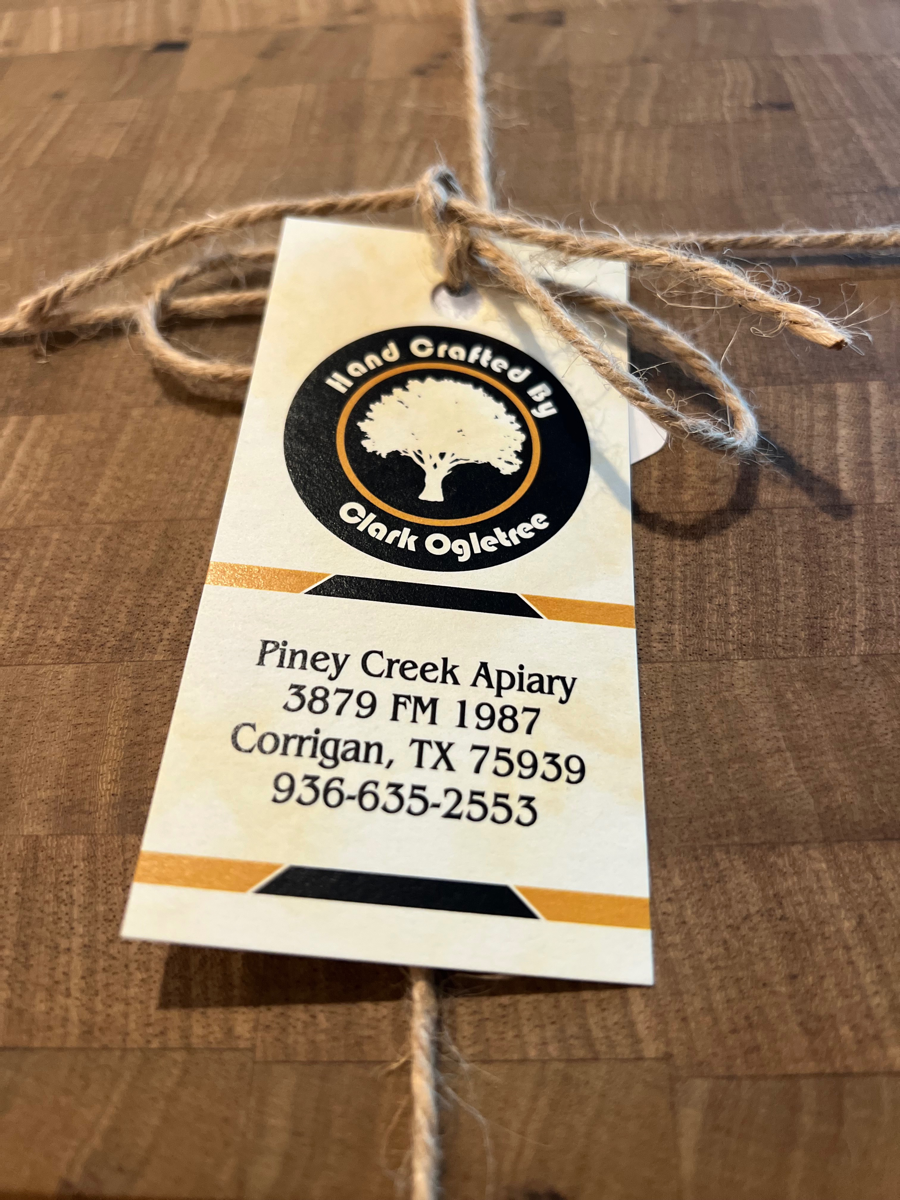 Hand Crafted By
Clark Ogletree
Piney Creek Apiary
3879 FM 1987
Corrigan, TX 75939
936-635-2553